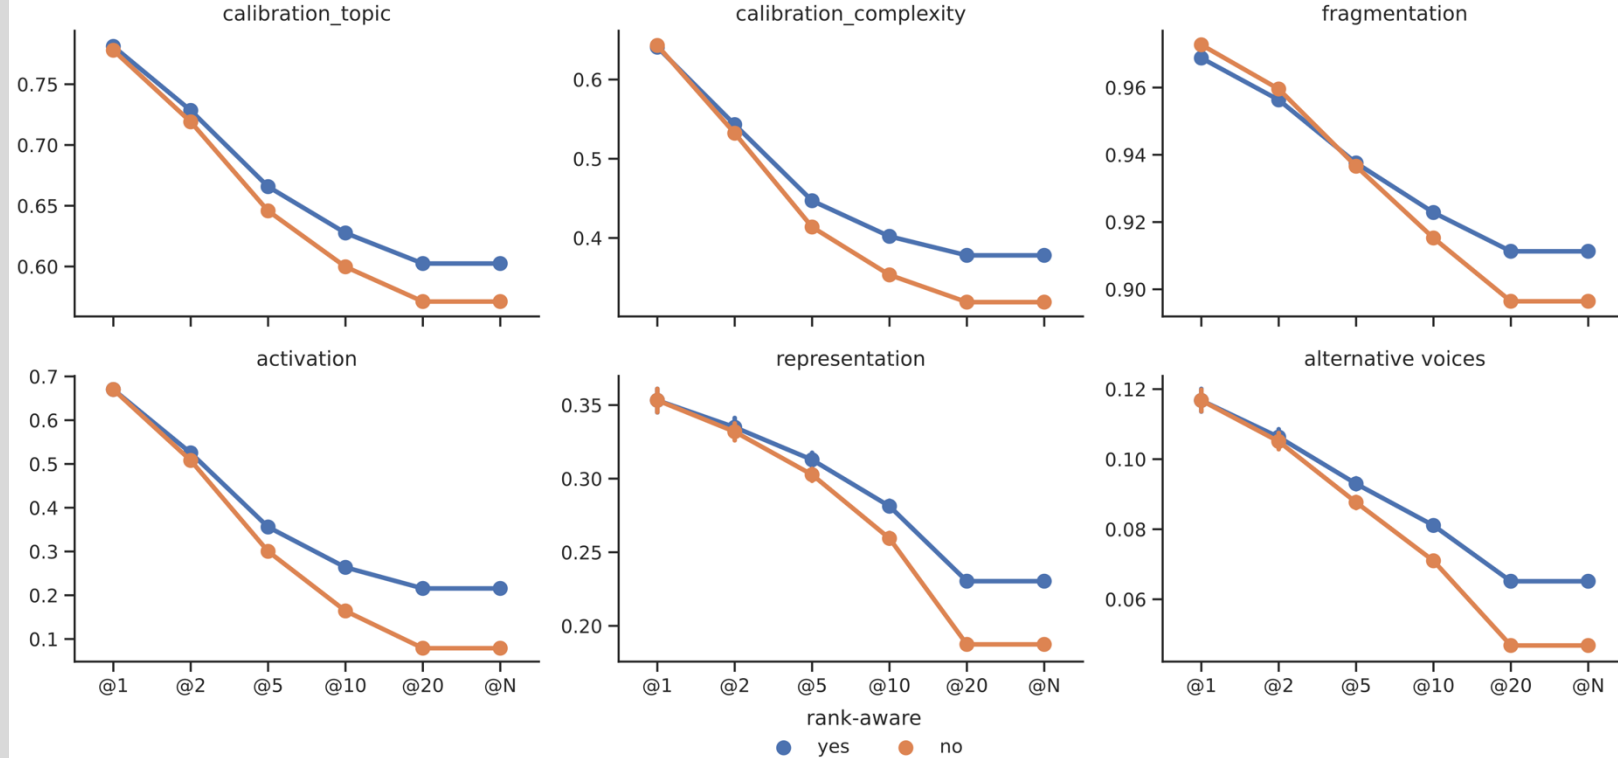 calibration_topic
calibration_complexity
fragmentation
0.75
0.70
0.65
0.60
0.6
0.5
0.4
0.96
0.94
0.92
0.90
activation
representation
alternative voices
0.7
0.6
0.5
0.4
0.3
0.2
0.1
0.35
0.30
0.25
0.20
0.12
0.10
0.08
0.06
@1 @2 @5 @10 @20 @N
@1 @2 @5 @10 @20 @N
@1 @2 @5 @10 @20 @N
rank-aware
yes no